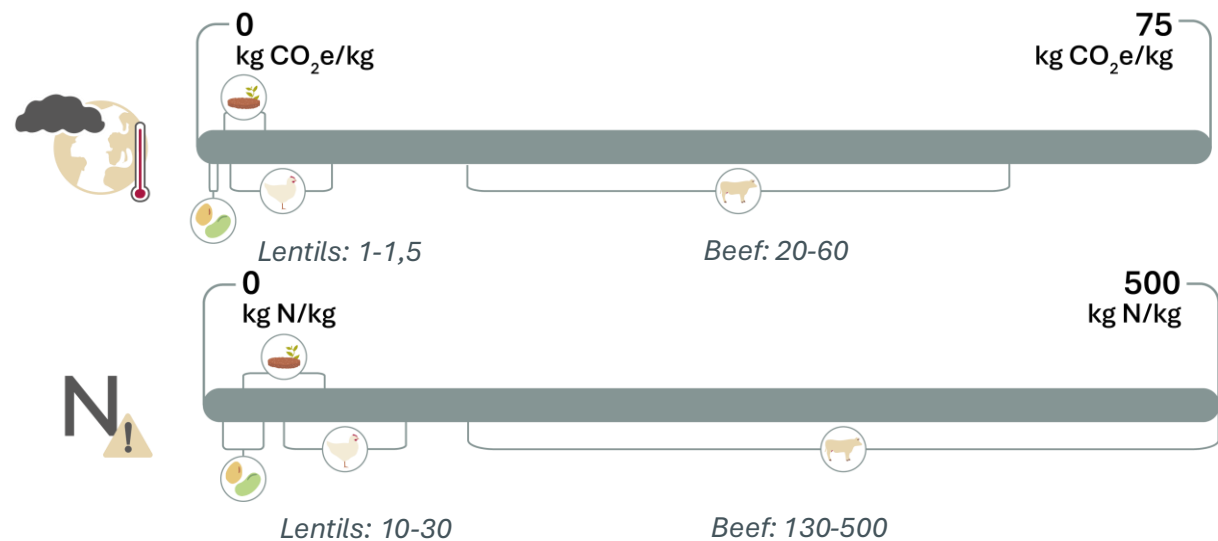 0
kg CO₂e/kg
75
kg CO₂e/kg
Lentils: 1-1,5
Beef: 20-60
0
kg N/kg
500
kg N/kg
N
Lentils: 10-30
Beef: 130-500